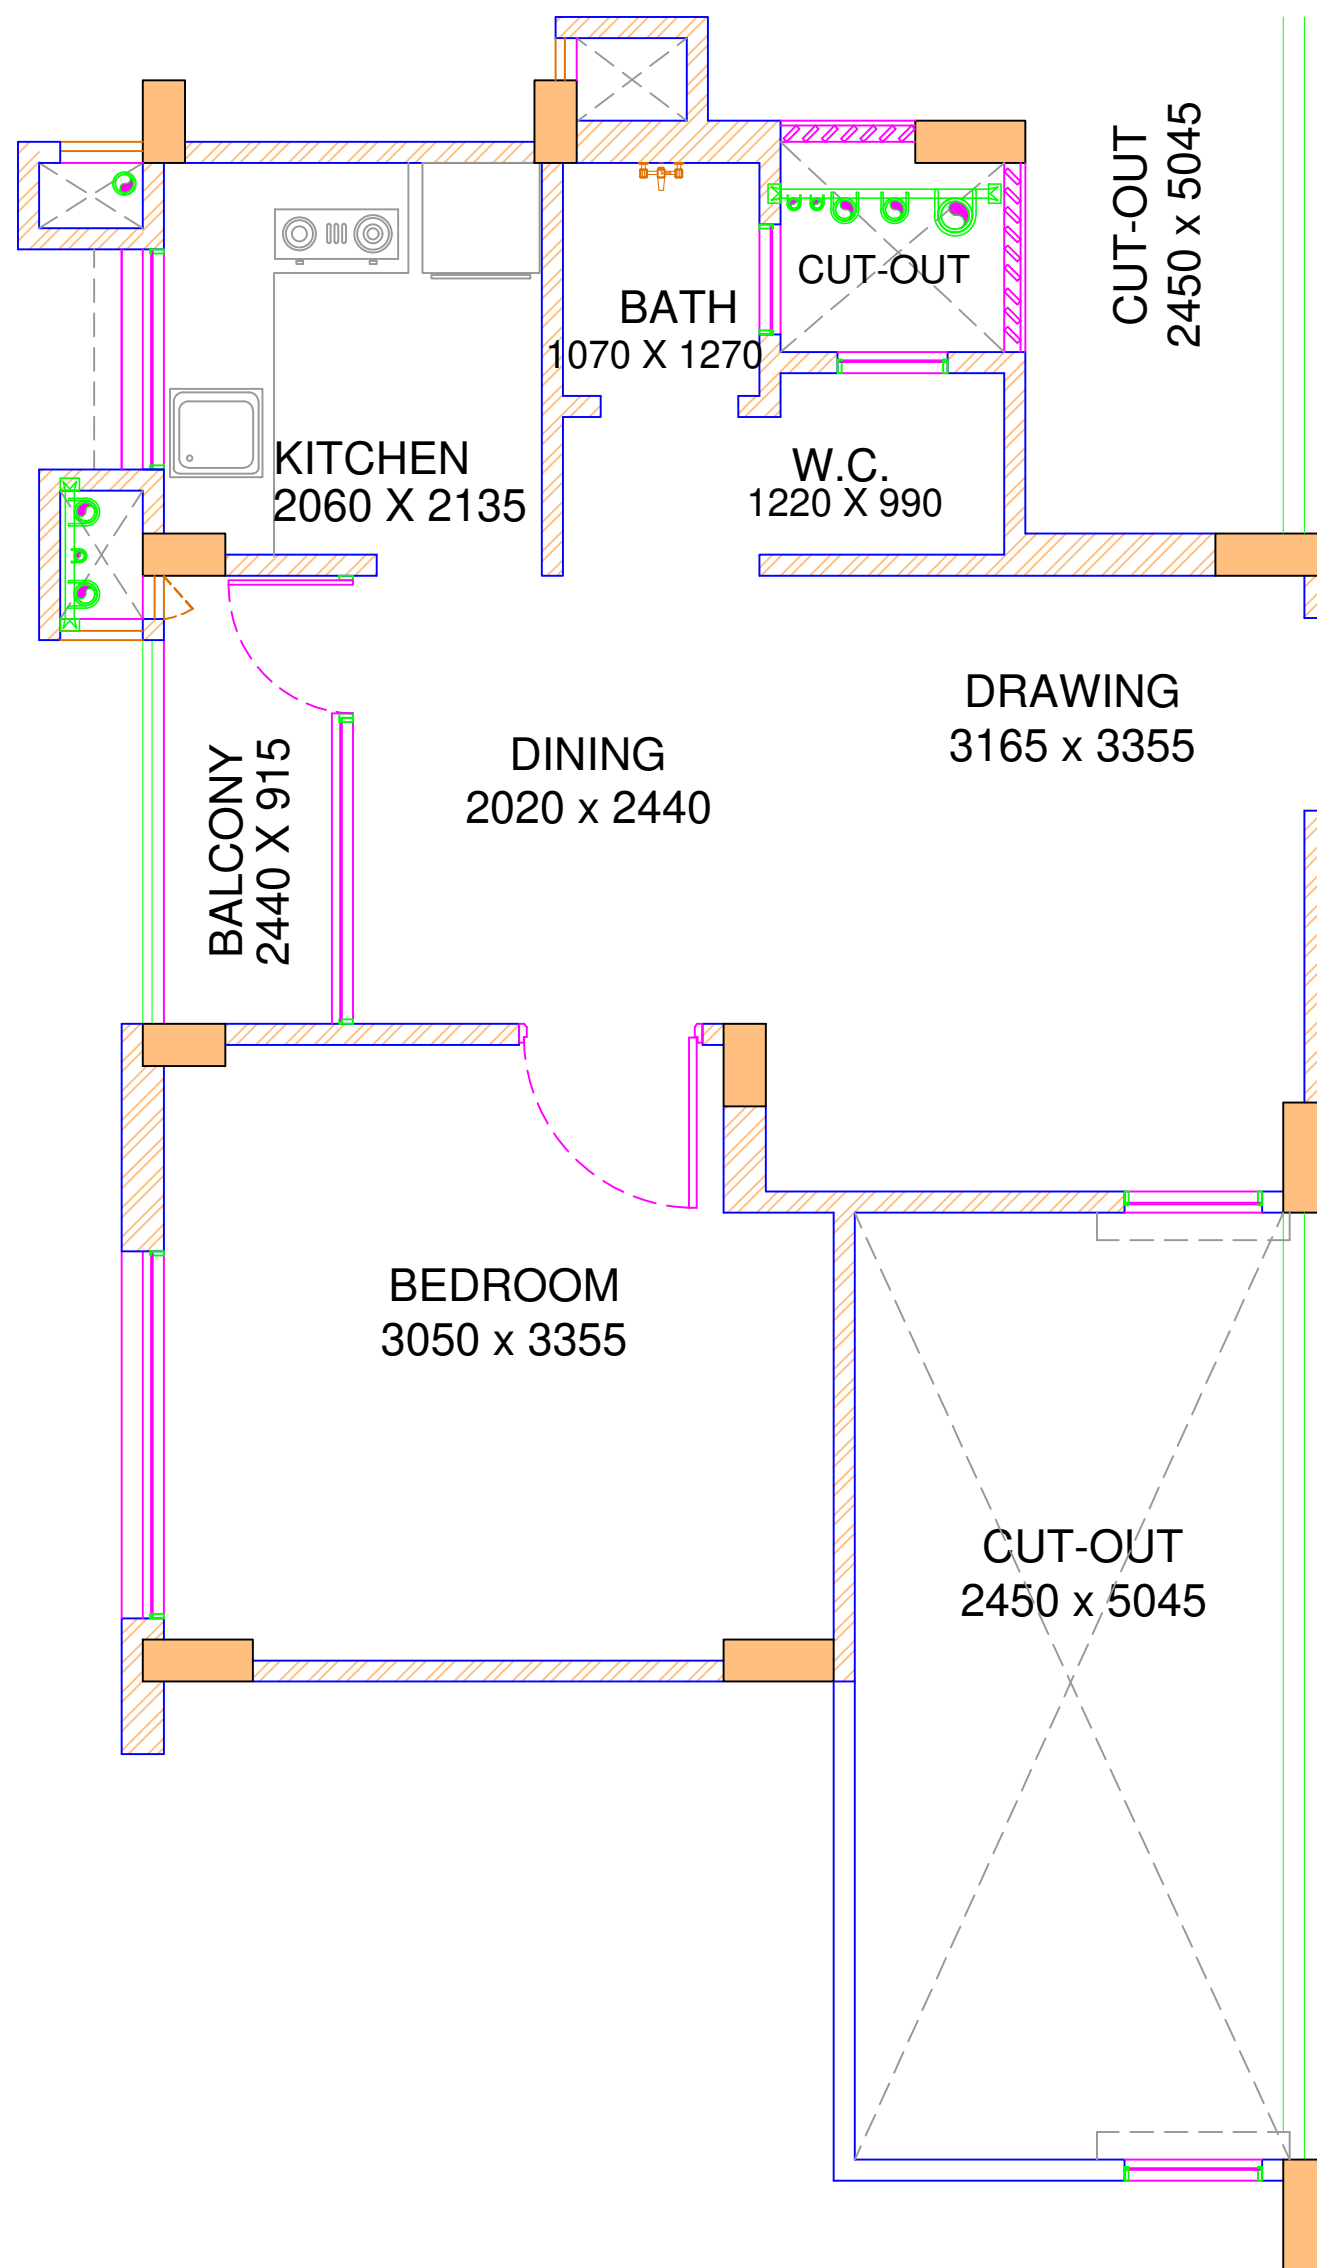 CUT-OUT
2450 x 5045
CUT-OUT
BATH
1070 X 1270
KITCHEN
2060 X 2135
W.C.
1220 X 990
DRAWING
3165 x 3355
DINING
2020 x 2440
BALCONY
2440 X 915
BEDROOM
3050 x 3355
CUT-OUT
2450 x 5045